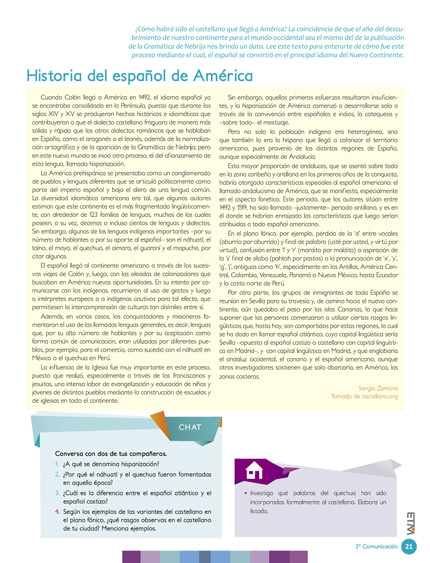 ¿Cómo habrá sido el castellano que llegó a América? La coincidencia de que el año del descu-
brimiento de nuestro continente para el mundo occidental sea el mismo del de la publicación
de la Gramática de Nebrija nos brinda un dato. Lee este texto para enterarte de cómo fue este
proceso mediante el cual, el español se convirtió en el principal idioma del Nuevo Continente.
Historia del español de América
Cuando Colón llegó a América en 1492, el idioma español ya
se encontraba consolidado en la Península, puesto que durante los
siglos XIV y XV se produjeron hechos históricos e idiomáticos que
contribuyeron a que el dialecto castellano fraguara de manera más
sólida y rápida que los otros dialectos románicos que se hablaban
en España, como el aragonés o el leonés, además de la normaliza-
ción ortográfica y de la aparición de la Gramática de Nebrija; pero
en este nuevo mundo se inició otro proceso, el del afianzamiento de
esta lengua, llamado hispanización.
La América prehispánica se presentaba como un conglomerado
de pueblos y lenguas diferentes que se articuló políticamente como
parte del imperio español y bajo el alero de una lengua común.
La diversidad idiomática americana era tal, que algunos autores
estiman que este continente es el más fragmentado lingüísticamen-
te, con alrededor de 123 familias de lenguas, muchas de las cuales
poseen, a su vez, decenas o incluso cientos de lenguas y dialectos.
Sin embargo, algunas de las lenguas indígenas importantes –por su
número de hablantes o por su aporte al español– son el náhuatl, el
taíno, el maya, el quechua, el aimara, el guaraní y el mapuche, por
citar algunas.
El español llegó al continente americano a través de los sucesi-
vos viajes de Colón y, luego, con las oleadas de colonizadores que
buscaban en América nuevas oportunidades. En su intento por co-
municarse con los indígenas, recurrieron al uso de gestos y luego
a intérpretes europeos o a indígenas cautivos para tal efecto, que
permitiesen la intercomprensión de culturas tan disímiles entre sí.
Además, en varios casos, los conquistadores y misioneros fo-
mentaron el uso de las llamadas lenguas generales, es decir, lenguas
que, por su alto número de hablantes y por su aceptación como
forma común de comunicación, eran utilizadas por diferentes pue-
blos, por ejemplo, para el comercio, como sucedió con el náhuatl en
México o el quechua en Perú.
La influencia de la Iglesia fue muy importante en este proceso,
puesto que realizó, especialmente a través de los franciscanos y
jesuitas, una intensa labor de evangelización y educación de niños y
jóvenes de distintos pueblos mediante la construcción de escuelas y
de iglesias en todo el continente.
Sin embargo, aquellos primeros esfuerzos resultaron insuficien-
tes, y la hispanización de América comenzó a desarrollarse solo a
través de la convivencia entre españoles e indios, la catequesis y
–sobre todo– el mestizaje.
Pero no solo la población indígena era heterogénea, sino
que también lo era la hispana que llegó a colonizar el territorio
americano, pues provenía de las distintas regiones de España,
aunque especialmente de Andalucía.
Esta mayor proporción de andaluces, que se asentó sobre todo
en la zona caribeña y antillana en los primeros años de la conquista,
habría otorgado características especiales al español americano: el
llamado andalucismo de América, que se manifiesta, especialmente
en el aspecto fonético. Este periodo, que los autores sitúan entre
1492 y 1519, ha sido llamado –justamente– periodo antillano, y es en
él donde se habrían enraizado las características que luego serían
atribuidas a todo español americano.
En el plano fónico, por ejemplo, pérdida de la 'd' entre vocales
(aburrío por aburrido) y final de palabra (usté por usted, y virtú por
virtud), confusión entre 'l' y 'r' (mardito por maldito) o aspiración de
la 's' final de sílaba (pahtoh por pastos) o la pronunciación de 'x', 'y',
'g', 'j', antiguas como 'h', especialmente en las Antillas, América Cen-
tral, Colombia, Venezuela, Panamá o Nuevo México, hasta Ecuador
y la costa norte de Perú.
Por otra parte, los grupos de inmigrantes de toda España se
reunían en Sevilla para su travesía y, de camino hacia el nuevo con-
tinente, aún quedaba el paso por las islas Canarias, lo que hace
suponer que las personas comenzaron a utilizar ciertos rasgos lin-
güísticos que, hasta hoy, son compartidos por estas regiones, lo cual
se ha dado en llamar español atlántico, cuya capital lingüística sería
Sevilla –opuesto al español castizo o castellano con capital lingüísti-
ca en Madrid–, y con capital lingüística en Madrid, y que englobaría
el andaluz occidental, el canario y el español americano, aunque
otros investigadores sostienen que solo abarcaría, en América, las
zonas costeras.
Sergio Zamora
Tomado de castellano.org
CHAT
Conversa con dos de tus compañeros.
1. ¿A qué se denomina hispanización?
2. ¿Por qué el náhuatl y el quechua fueron fomentados
en aquella época?
3. ¿Cuál es la diferencia entre el español atlántico y el
español castizo?
4. Según los ejemplos de las variantes del castellano en
el plano fónico, ¿qué rasgos observas en el castellano
de tu ciudad? Menciona ejemplos.
• Investiga qué palabras del quechua han sido
incorporadas formalmente al castellano. Elabora un
listado.
3º Comunicación 21